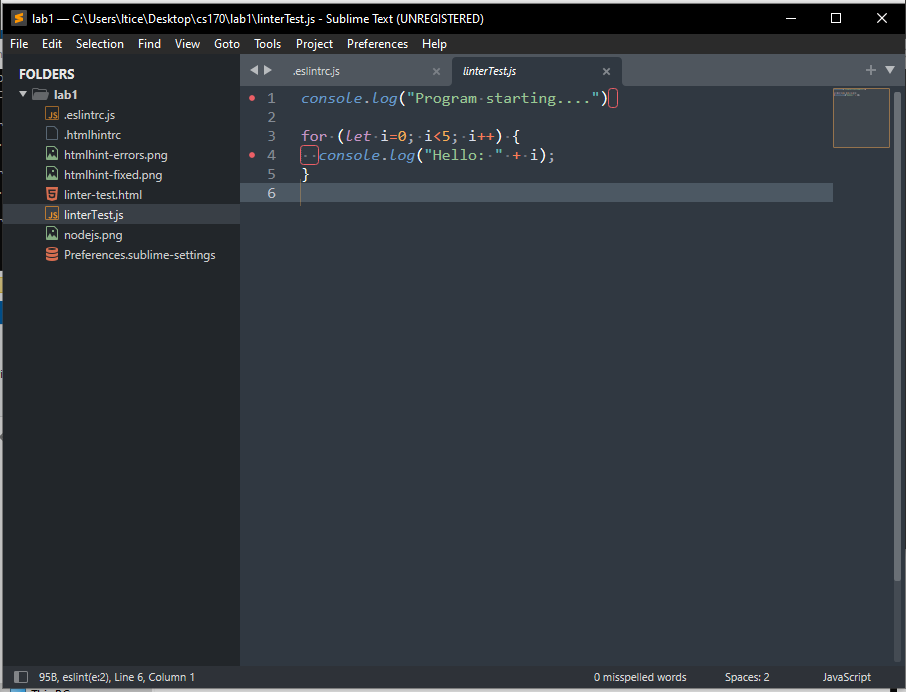 lab1 — C:\Users\ltice\Desktop\cs170\lab1\linterTest.js - Sublime Text (UNREGISTERED)
File Edit Selection Find View Goto Tools Project Preferences Help
FOLDERS
lab1
.eslintrc.js
.htmlhintrc
htmlhint-errors.png
htmlhint-fixed.png
linter-test.html
linterTest.js
nodejs.png
Preferences.sublime-settings
.eslintrc.js linterTest.js
1 console.log("Program starting....")
2
3 for (let i=0; i<5; i++) {
4   console.log("Hello: " + i);
5 }
6
95B, eslint(e:2), Line 6, Column 1 0 misspelled words Spaces: 2 JavaScript